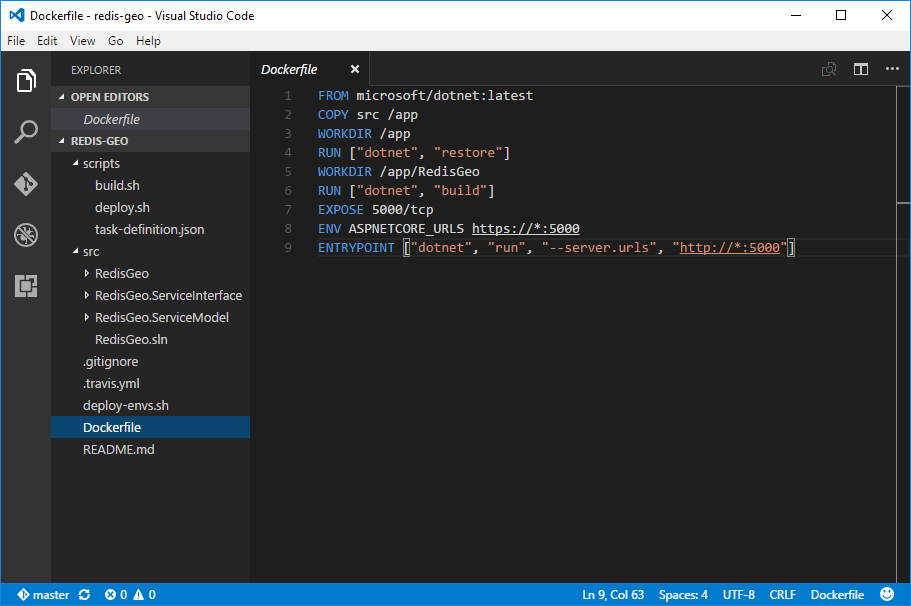 Dockerfile - redis-geo - Visual Studio Code
File Edit View Go Help
EXPLORER
OPEN EDITORS
Dockerfile
REDIS-GEO
scripts
build.sh
deploy.sh
task-definition.json
src
RedisGeo
RedisGeo.ServiceInterface
RedisGeo.ServiceModel
RedisGeo.sln
.gitignore
.travis.yml
deploy-envs.sh
Dockerfile
README.md
Dockerfile
1 FROM microsoft/dotnet:latest
2 COPY src /app
3 WORKDIR /app
4 RUN ["dotnet", "restore"]
5 WORKDIR /app/RedisGeo
6 RUN ["dotnet", "build"]
7 EXPOSE 5000/tcp
8 ENV ASPNETCORE_URLS https://*:5000
9 ENTRYPOINT ["dotnet", "run", "--server.urls", "http://*:5000"]
master 0 0 Ln 9, Col 63 Spaces: 4 UTF-8 CRLF Dockerfile